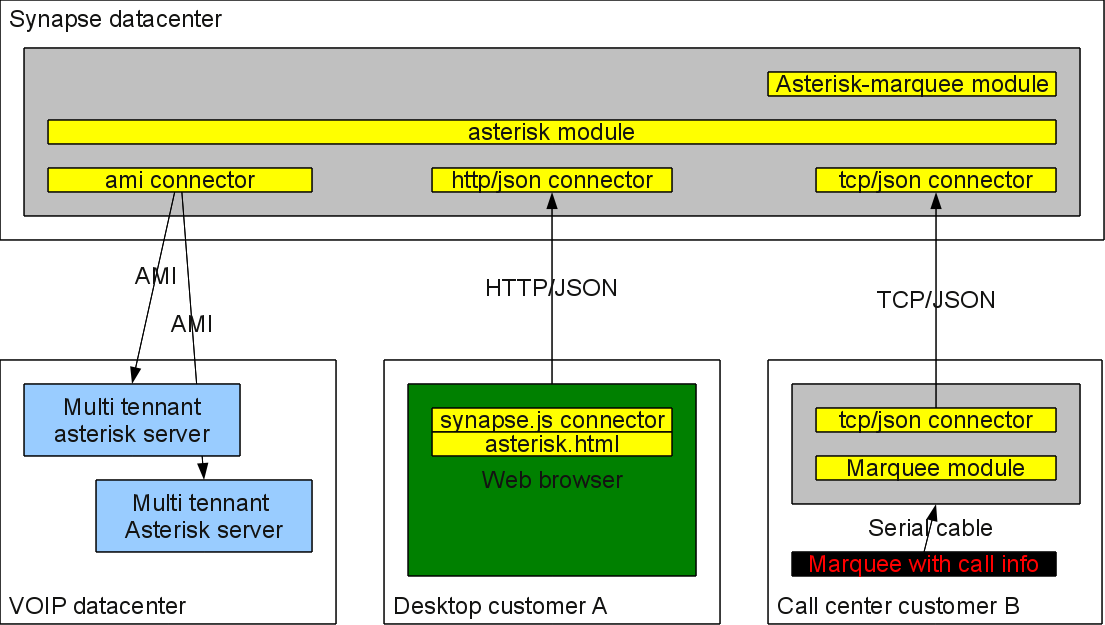 Synapse datacenter
Asterisk-marquee module
asterisk module
ami connector
http/json connector
tcp/json connector
AMI
HTTP/JSON
TCP/JSON
AMI
Multi tennant
asterisk server
Multi tennant
Asterisk server
VOIP datacenter
synapse.js connector
asterisk.html
Web browser
Desktop customer A
tcp/json connector
Marquee module
Serial cable
Marquee with call info
Call center customer B